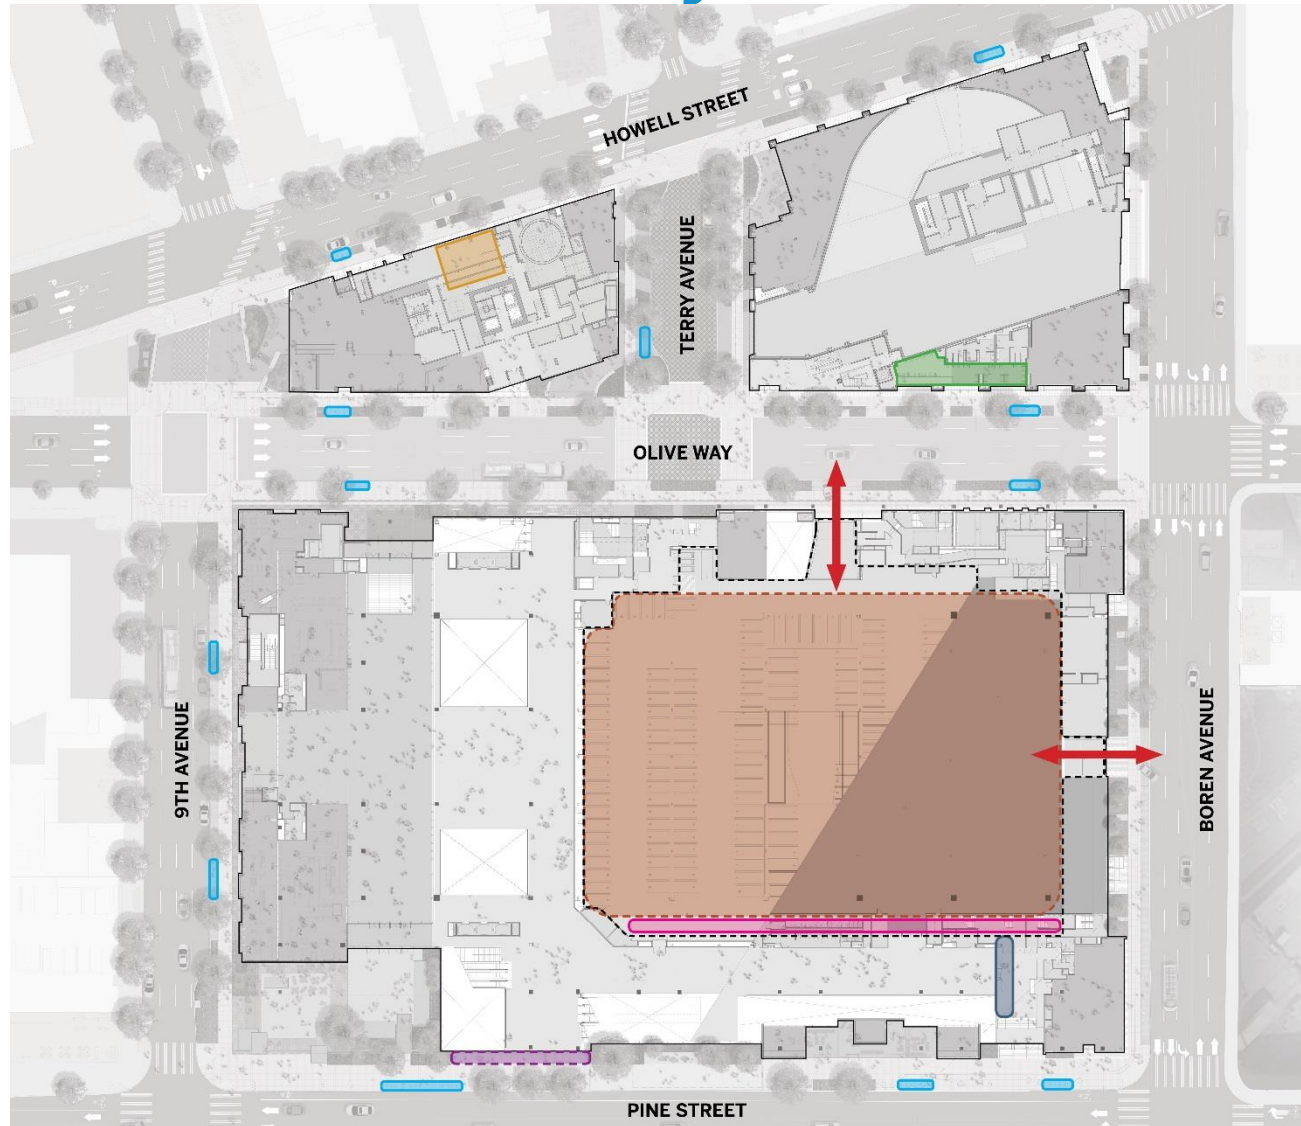 HOWELL STREET
TERRY AVENUE
OLIVE WAY
9TH AVENUE
BOREN AVENUE
PINE STREET